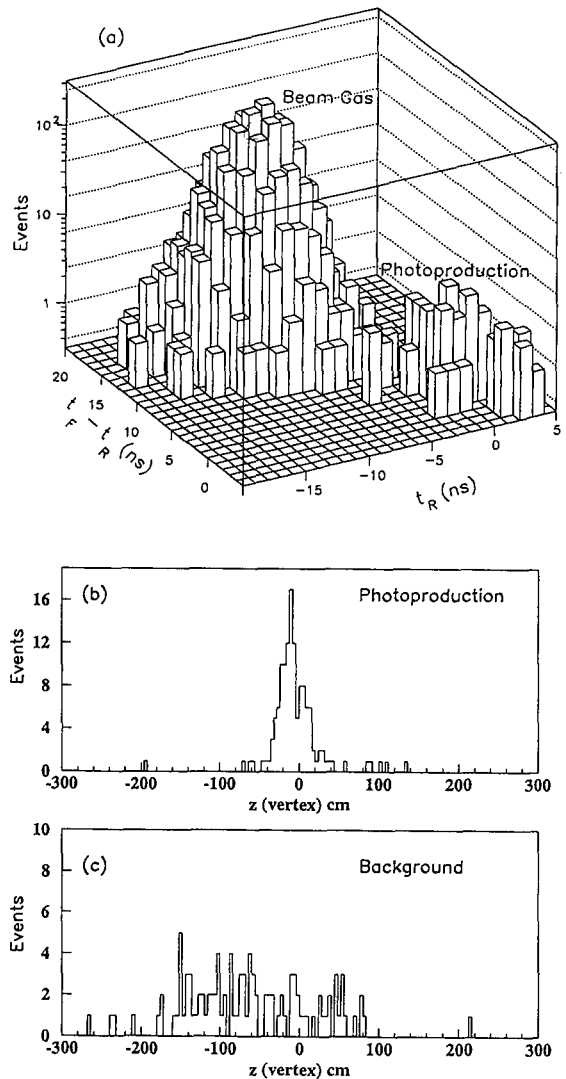 (a)
Beam Gas
Photoproduction
Events
10²
10
1
20
15
10
5
0
t_F − t_R (ns)
−15
−10
−5
0
5
t_R (ns)
(b)
Photoproduction
Events
16
12
8
4
0
-300
-200
-100
0
100
200
300
z (vertex) cm
(c)
Background
Events
10
8
6
4
2
0
-300
-200
-100
0
100
200
300
z (vertex) cm